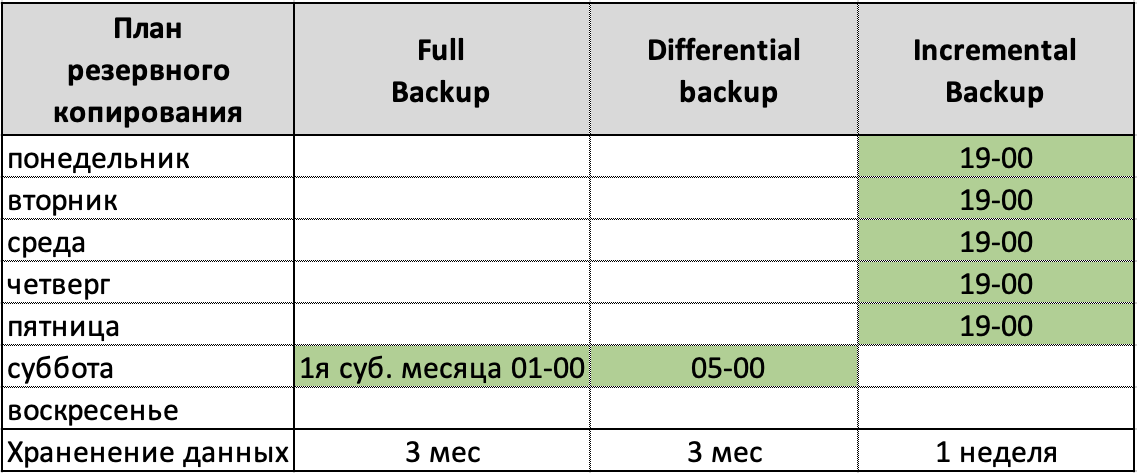 План
резервного
копирования
Full
Backup
Differential
backup
Incremental
Backup
понедельник 19-00
вторник 19-00
среда 19-00
четверг 19-00
пятница 19-00
суббота 1я суб. месяца 01-00 05-00
воскресенье
Храненение данных 3 мес 3 мес 1 неделя